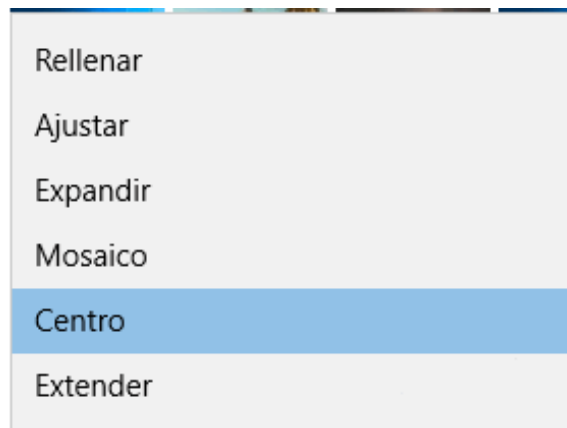 Rellenar
Ajustar
Expandir
Mosaico
Centro
Extender